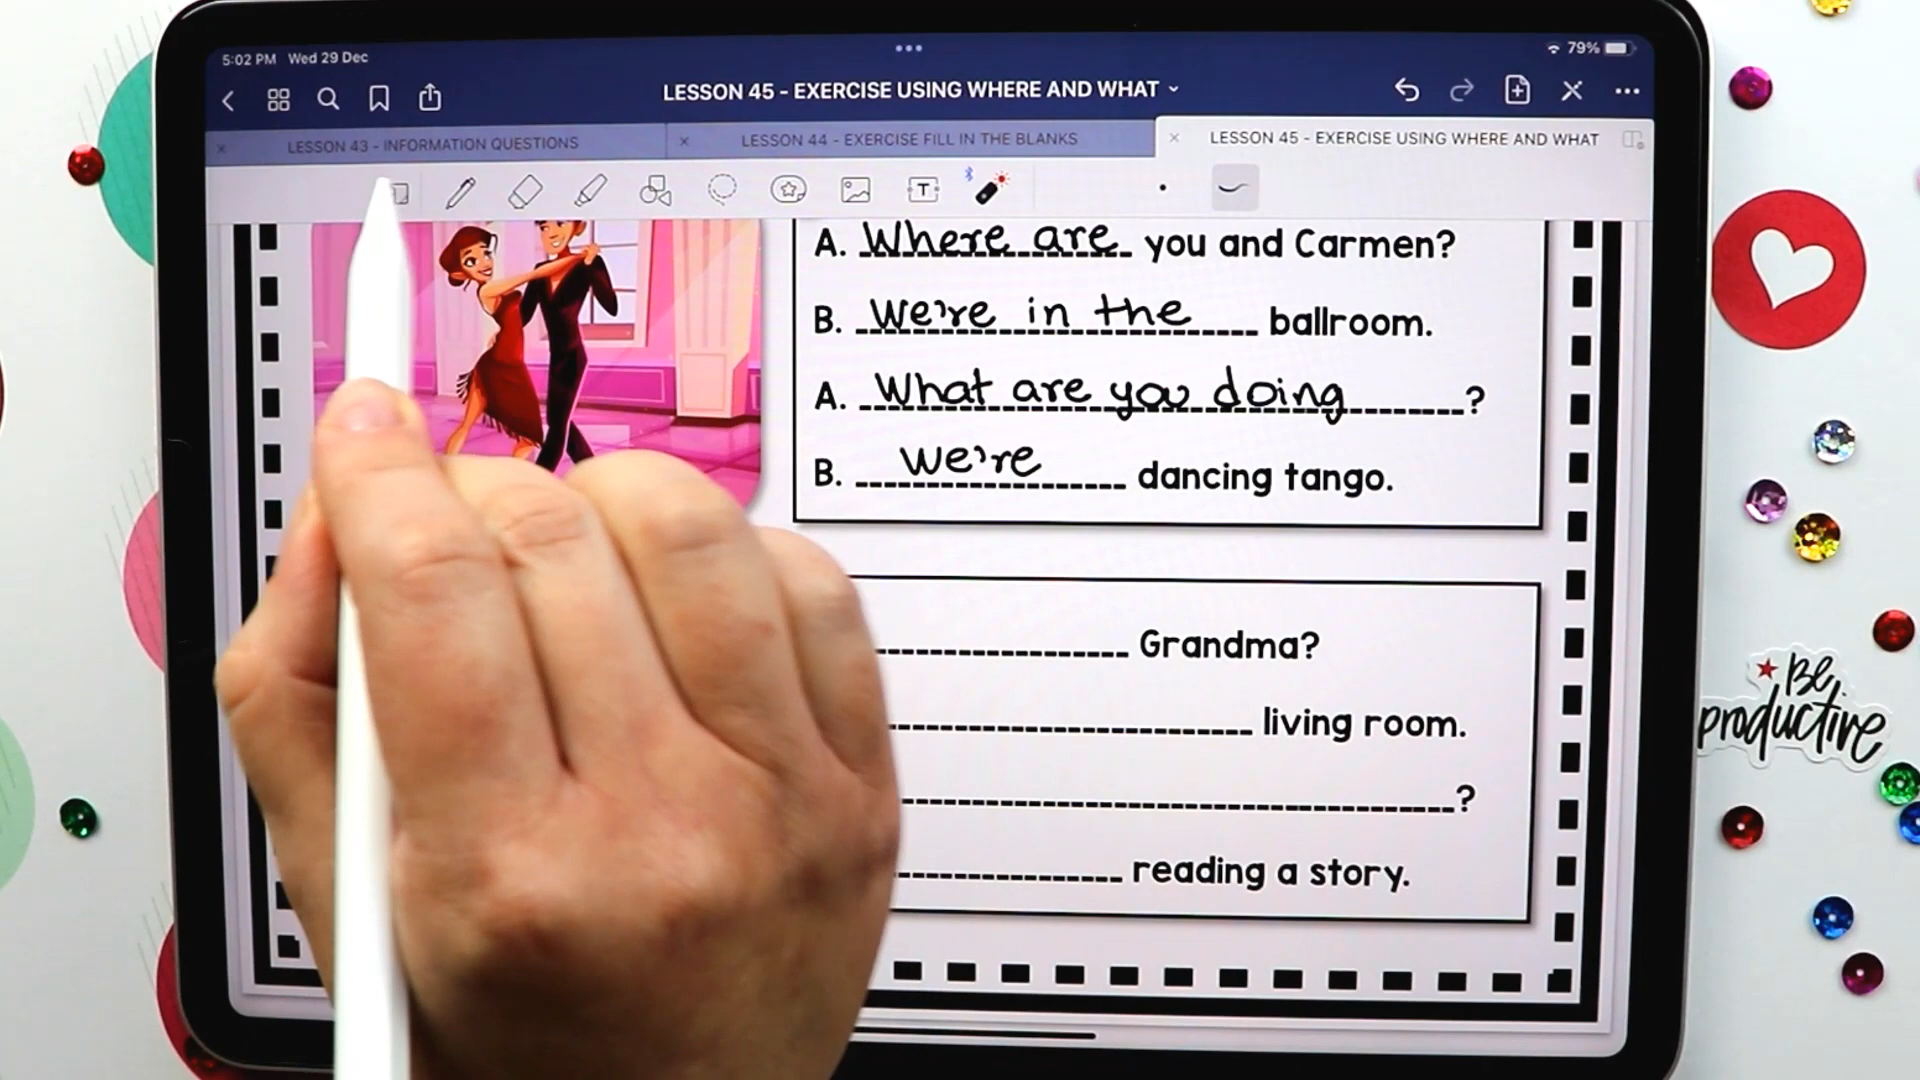 5:02 PM Wed 29 Dec
79%
LESSON 45 - EXERCISE USING WHERE AND WHAT
LESSON 43 - INFORMATION QUESTIONS
LESSON 44 - EXERCISE FILL IN THE BLANKS
LESSON 45 - EXERCISE USING WHERE AND WHAT
T
A. Where are you and Carmen?
B. We're in the ballroom.
A. What are you doing ?
B. we're dancing tango.
Grandma?
living room.
?
reading a story.
Be
productive